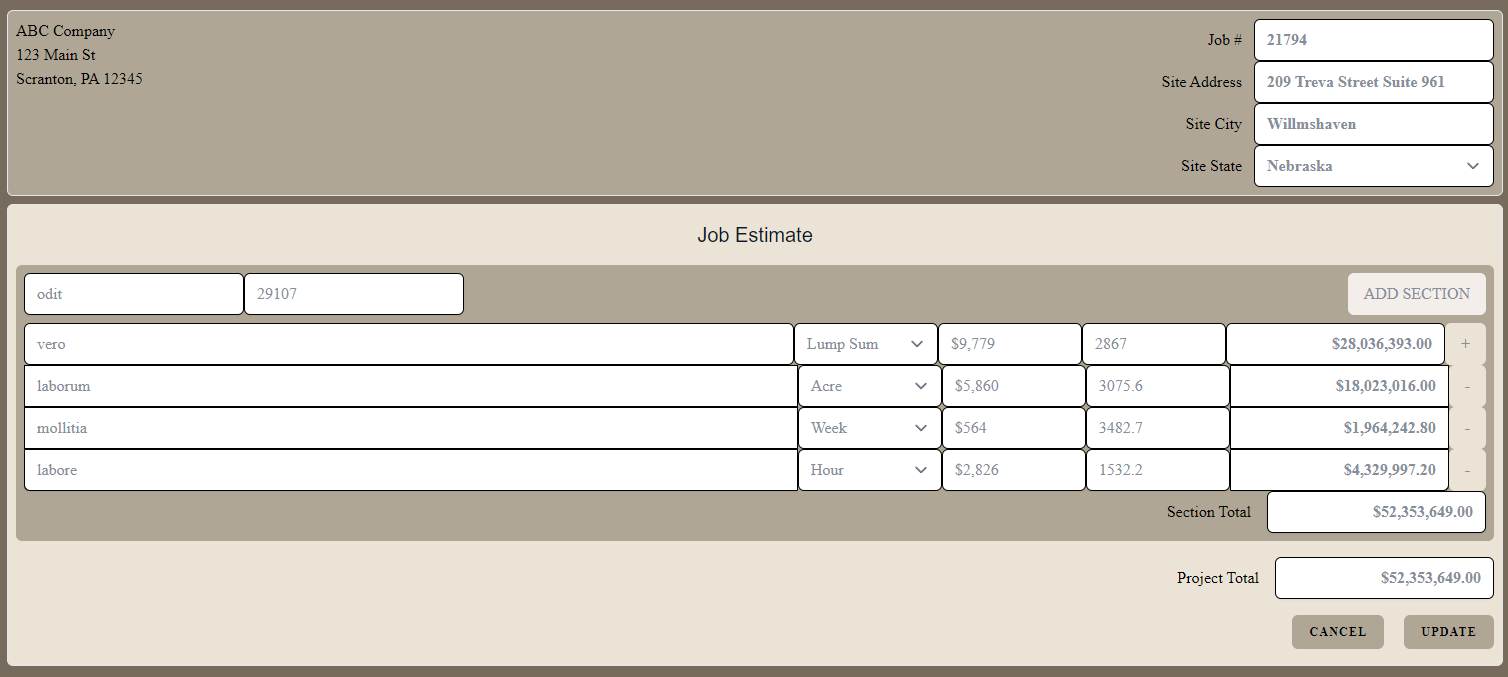 ABC Company
123 Main St
Scranton, PA 12345
Job # 21794
Site Address 209 Treva Street Suite 961
Site City Willmshaven
Site State Nebraska
Job Estimate
odit 29107 ADD SECTION
vero Lump Sum $9,779 2867 $28,036,393.00 +
laborum Acre $5,860 3075.6 $18,023,016.00 -
mollitia Week $564 3482.7 $1,964,242.80 -
labore Hour $2,826 1532.2 $4,329,997.20 -
Section Total $52,353,649.00
Project Total $52,353,649.00
CANCEL UPDATE